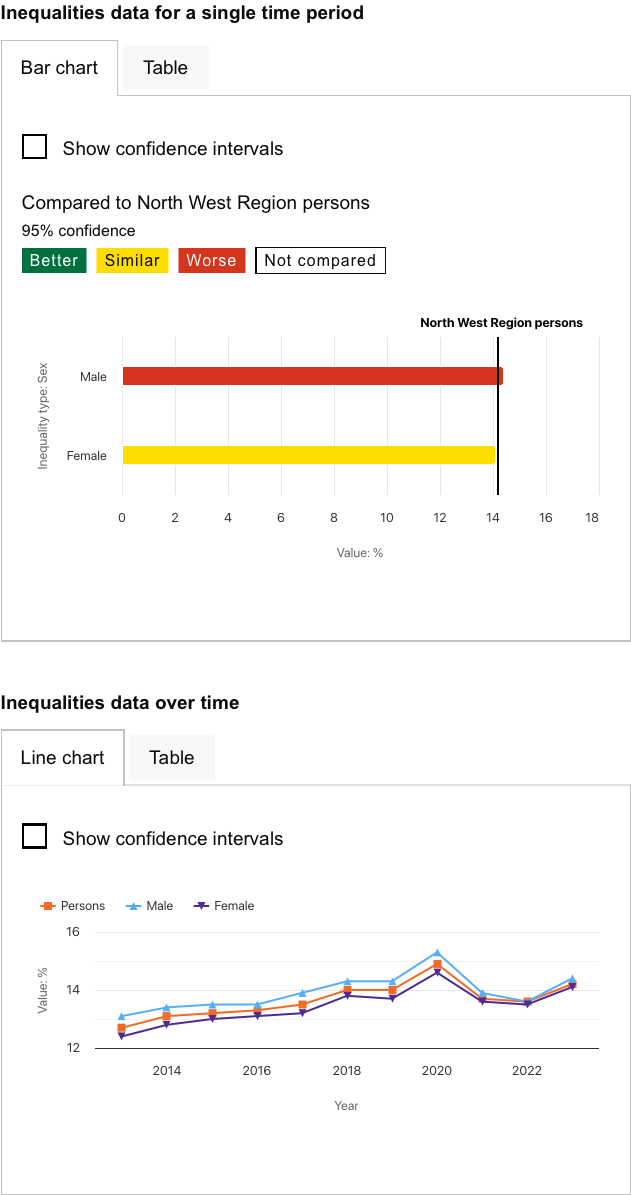 Inequalities data for a single time period
Bar chart Table
Show confidence intervals
Compared to North West Region persons
95% confidence
Better Similar Worse Not compared
North West Region persons
Inequality type: Sex
Male
Female
0 2 4 6 8 10 12 14 16 18
Value: %
Inequalities data over time
Line chart Table
Show confidence intervals
Persons Male Female
Value: %
16
14
12
2014 2016 2018 2020 2022
Year